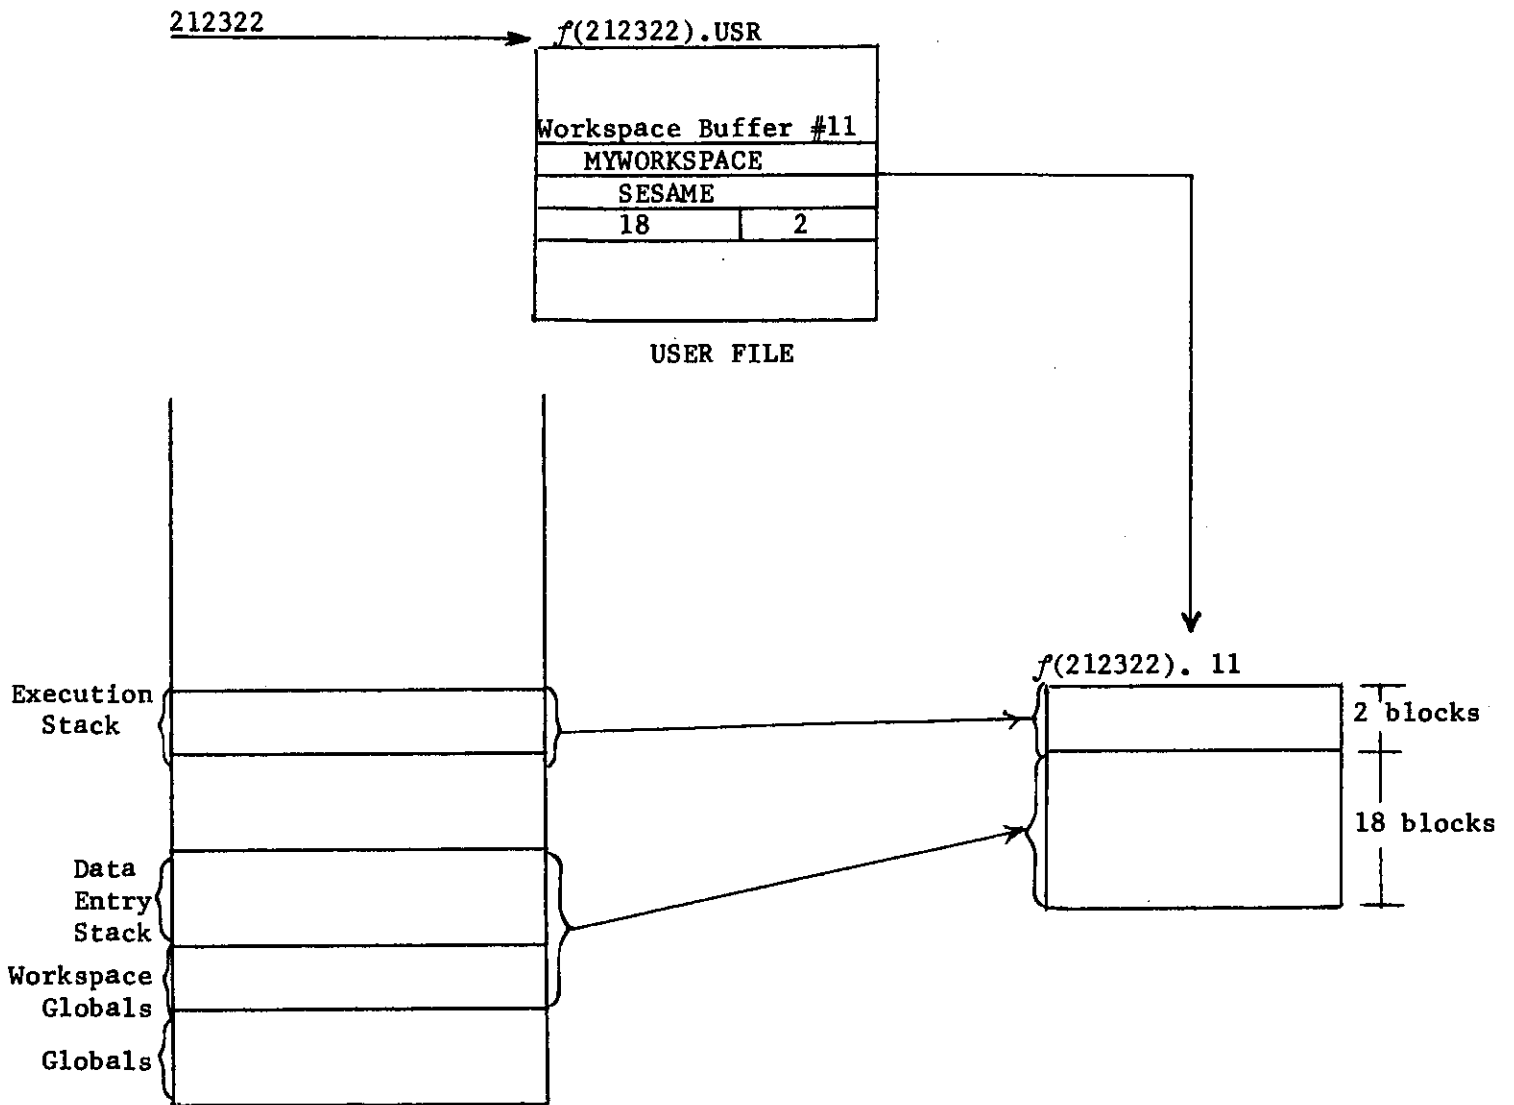 212322
f(212322).USR
Workspace Buffer #11
MYWORKSPACE
SESAME
18 2
USER FILE
f(212322). 11
Execution
Stack
2 blocks
18 blocks
Data
Entry
Stack
Workspace
Globals
Globals